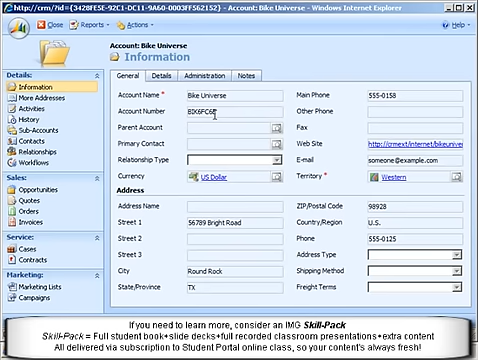 http://crm/?id={3428FE5E-92C1-DC11-9A60-0003FF562152} - Account: Bike Universe - Windows Internet Explorer
Close Reports Actions Help
Account: Bike Universe
Information
Details:
Information
More Addresses
Activities
History
Sub-Accounts
Contacts
Relationships
Workflows
Sales:
Opportunities
Quotes
Orders
Invoices
Service:
Cases
Contracts
Marketing:
Marketing Lists
Campaigns
General Details Administration Notes
Account Name * Bike Universe Main Phone 555-0158
Account Number BIK6FC6E Other Phone
Parent Account Fax
Primary Contact Web Site http://crmext/internet/bikeuniver
Relationship Type E-mail someone@example.com
Currency US Dollar Territory * Western
Address
Address Name ZIP/Postal Code 98928
Street 1 56789 Bright Road Country/Region U.S.
Street 2 Phone 555-0125
Street 3 Address Type
City Round Rock Shipping Method
State/Province TX Freight Terms
If you need to learn more, consider an IMG Skill-Pack
Skill-Pack = Full student book+slide decks+full recorded classroom presentations+extra content
All delivered via subscription to Student Portal online class, so your content's always fresh!